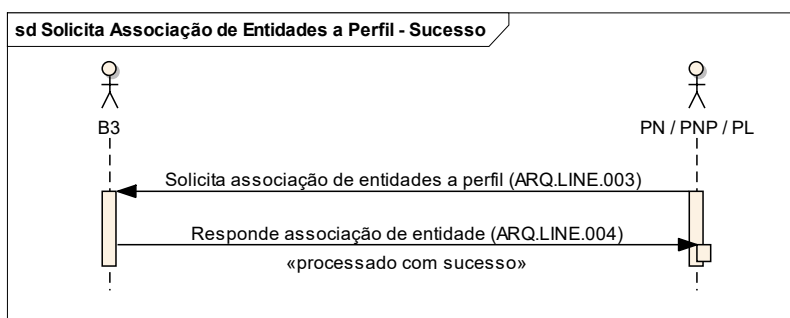 sd Solicita Associação de Entidades a Perfil - Sucesso
B3
PN / PNP / PL
Solicita associação de entidades a perfil (ARQ.LINE.003)
Responde associação de entidade (ARQ.LINE.004)
«processado com sucesso»